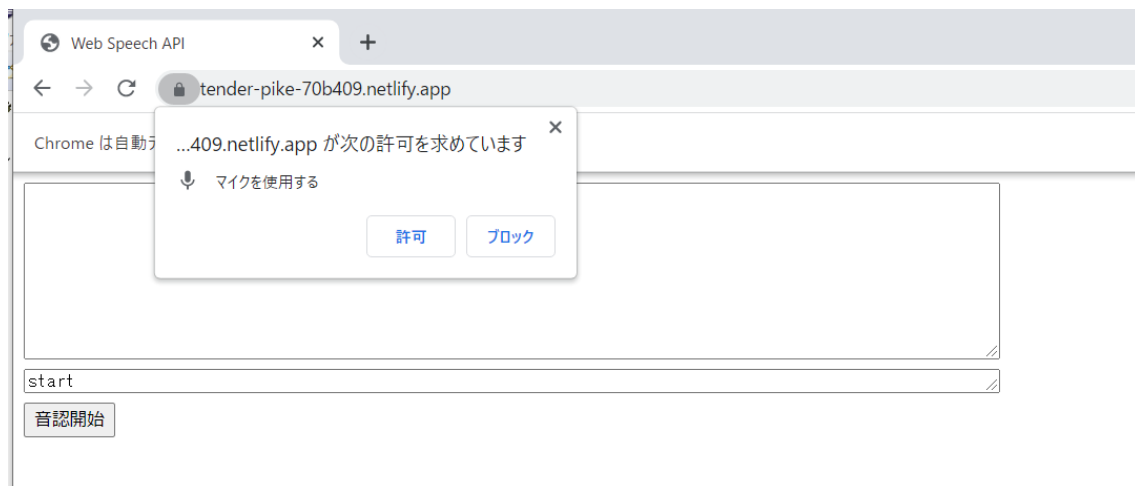 Web Speech API
tender-pike-70b409.netlify.app
Chrome は自動
...409.netlify.app が次の許可を求めています
マイクを使用する
許可
ブロック
start
音認開始